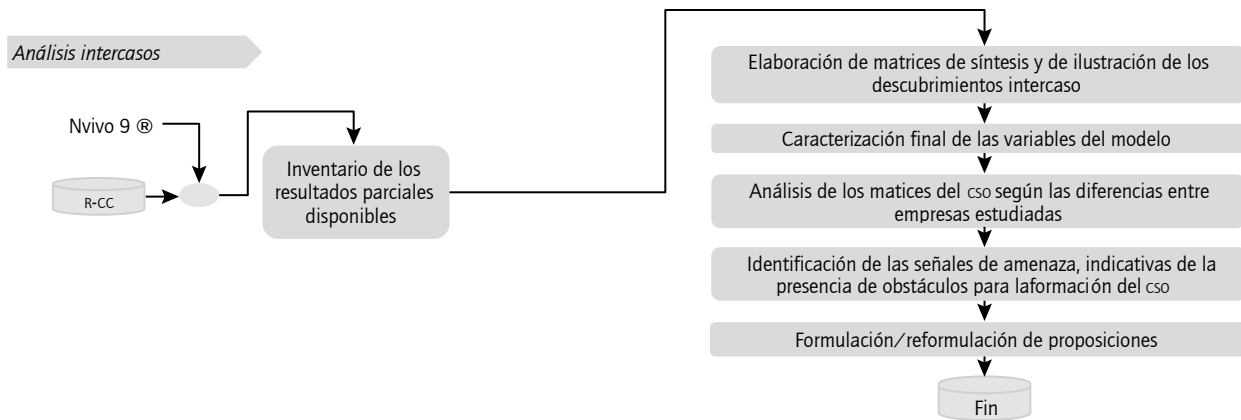 Análisis intercasos
Nvivo 9 ®
R-CC
Inventario de los
resultados parciales
disponibles
Elaboración de matrices de síntesis y de ilustración de los
descubrimientos intercaso
Caracterización final de las variables del modelo
Análisis de los matices del CSO según las diferencias entre
empresas estudiadas
Identificación de las señales de amenaza, indicativas de la
presencia de obstáculos para laformación del CSO
Formulación/reformulación de proposiciones
Fin